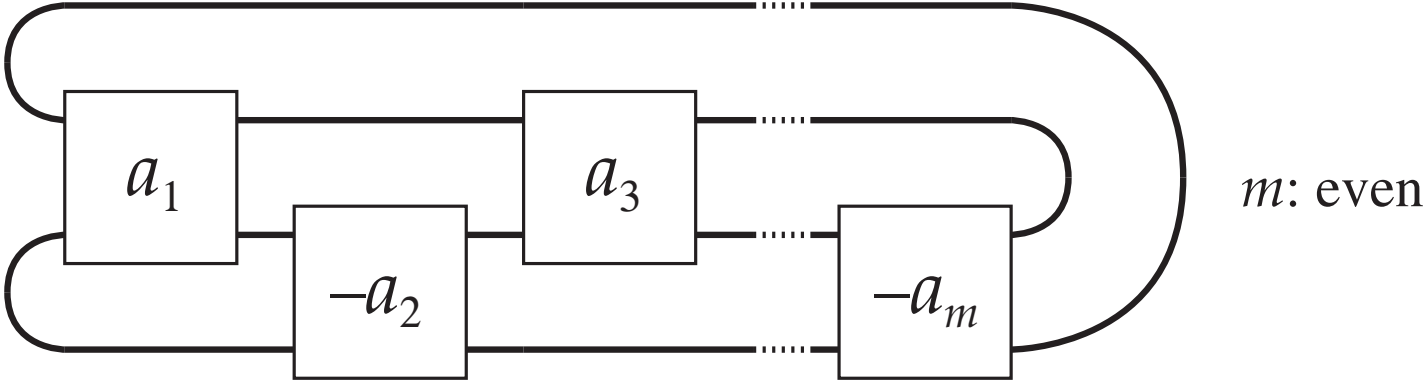 a₁ a₃
m: even
–a₂ –aₘ